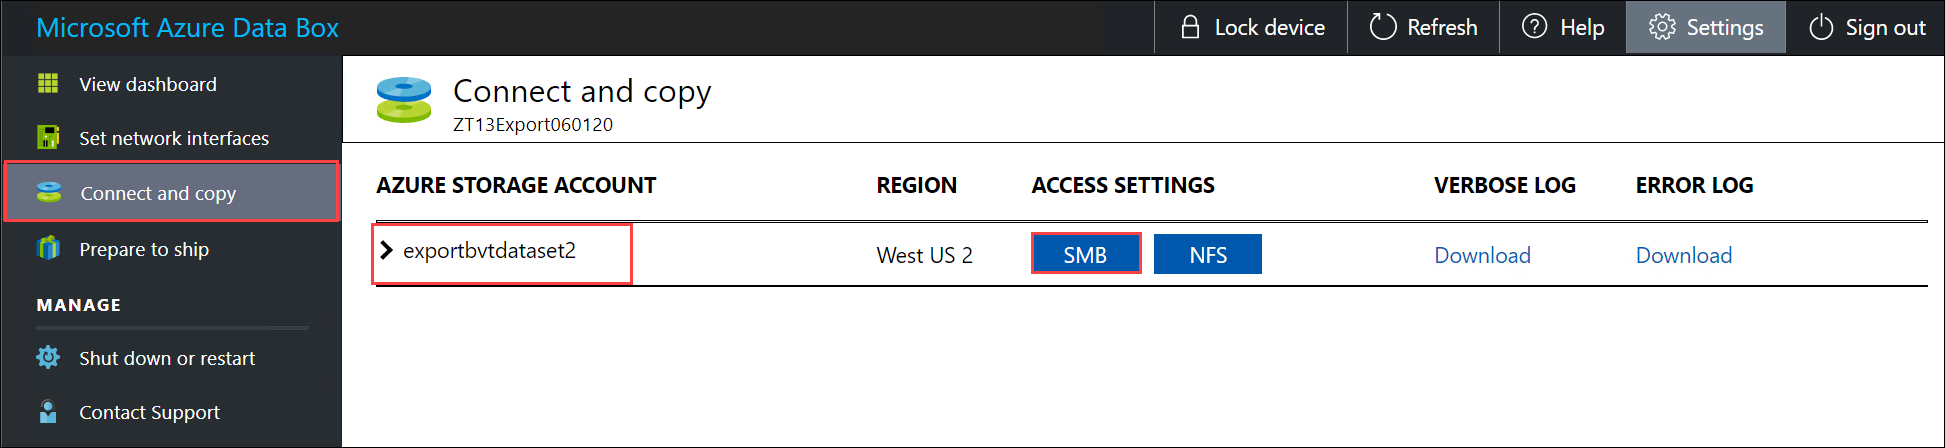 Microsoft Azure Data Box
Lock device
Refresh
Help
Settings
Sign out
View dashboard
Set network interfaces
Connect and copy
Prepare to ship
MANAGE
Shut down or restart
Contact Support
Connect and copy
ZT13Export060120
AZURE STORAGE ACCOUNT REGION ACCESS SETTINGS VERBOSE LOG ERROR LOG
exportbvtdataset2 West US 2 SMB NFS Download Download